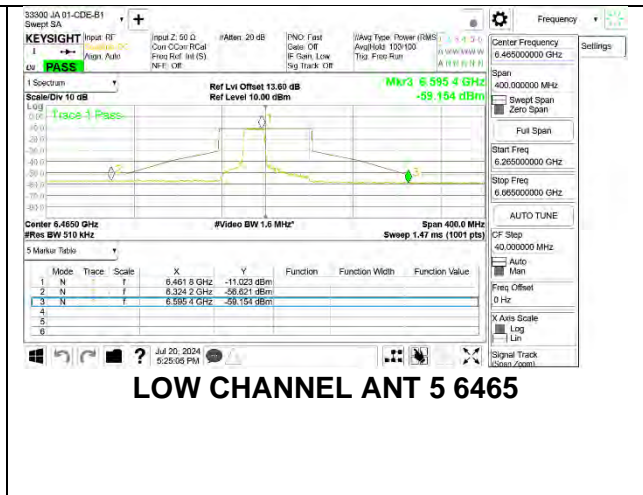 33300 JA 01-CDE-B1
Swept SA
Frequency
KEYSIGHT
Input: RF
Align: Auto
PASS
Input Z: 50 Ω
Corr CCorr RCal
Freq Ref: Int (S)
NFE: Off
#Atten: 20 dB
PNO: Fast
Gate: Off
IF Gain: Low
Sig Track: Off
#Avg Type: Power (RMS
Avg|Hold: 100/100
Trig: Free Run
Center Frequency
6.465000000 GHz
Settings
Span
400.000000 MHz
Swept Span
Zero Span
Full Span
Start Freq
6.265000000 GHz
Stop Freq
6.665000000 GHz
AUTO TUNE
CF Step
40.000000 MHz
Auto
Man
Freq Offset
0 Hz
X Axis Scale
Log
Lin
Signal Track
(Span Zoom)
1 Spectrum
Scale/Div 10 dB
Ref Lvl Offset 13.60 dB
Ref Level 10.00 dBm
Mkr3 6.595 4 GHz
-59.154 dBm
Log
Trace 1 Pass
1
2
3
Center 6.4650 GHz
#Res BW 510 kHz
#Video BW 1.6 MHz*
Span 400.0 MHz
Sweep 1.47 ms (1001 pts)
5 Marker Table
Mode Trace Scale X Y Function Function Width Function Value
1 N 1 f 6.461 8 GHz -11.023 dBm
2 N 1 f 6.324 2 GHz -56.621 dBm
3 N 1 f 6.595 4 GHz -59.154 dBm
4
5
6
?
Jul 20, 2024
5:25:05 PM
LOW CHANNEL ANT 5 6465